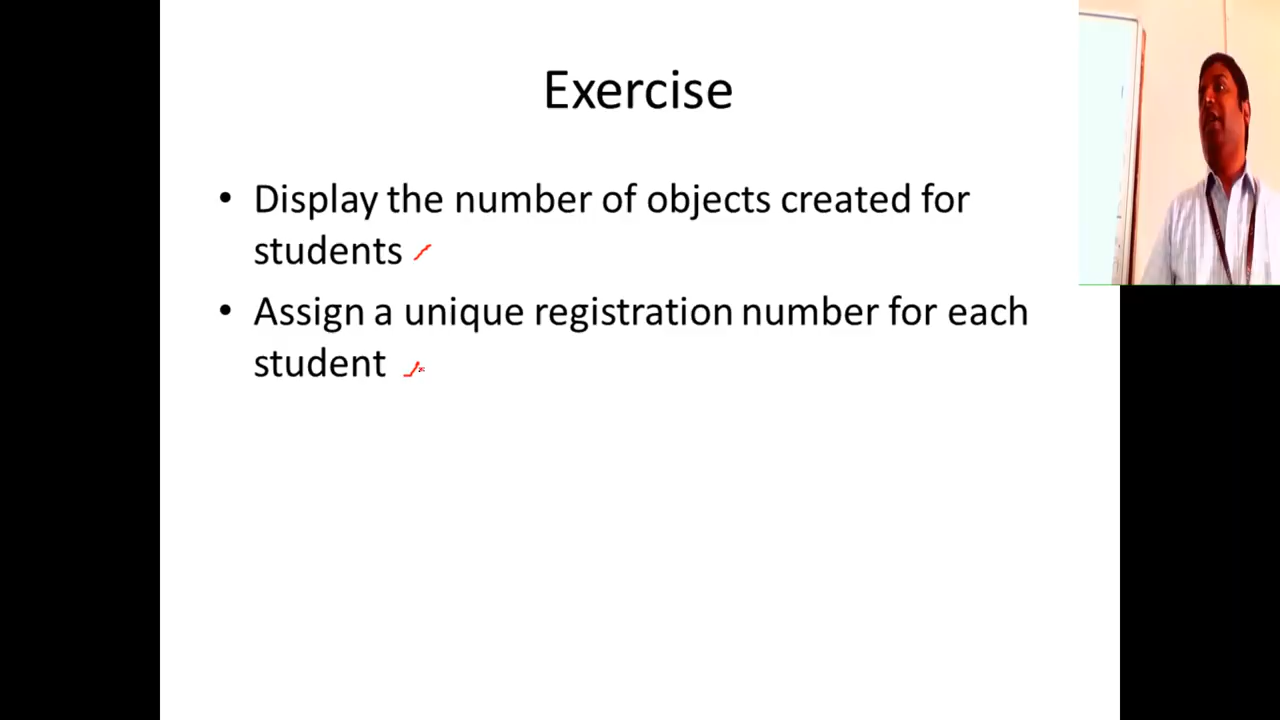 Exercise
• Display the number of objects created for
students
• Assign a unique registration number for each
student